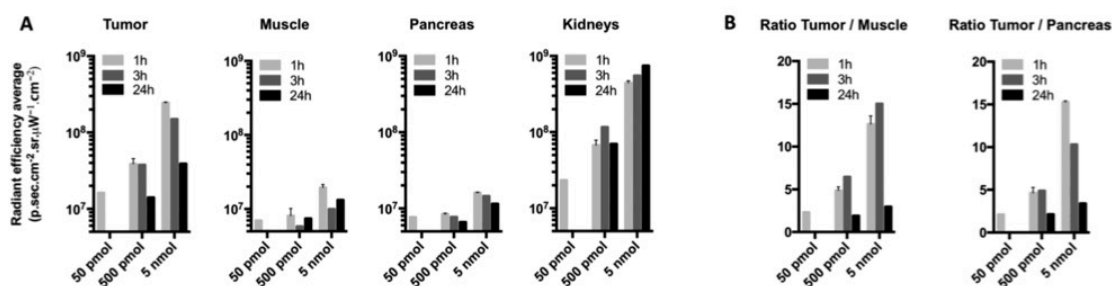 A
Radiant efficiency average
(p.sec.cm⁻².sr.µW⁻¹.cm⁻²)
Tumor
10⁹
10⁸
10⁷
1h
3h
24h
50 pmol
500 pmol
5 nmol
Muscle
10⁹
10⁸
10⁷
1h
3h
24h
50 pmol
500 pmol
5 nmol
Pancreas
10⁹
10⁸
10⁷
1h
3h
24h
50 pmol
500 pmol
5 nmol
Kidneys
10⁹
10⁸
10⁷
1h
3h
24h
50 pmol
500 pmol
5 nmol
B
Ratio Tumor / Muscle
20
15
10
5
0
1h
3h
24h
50 pmol
500 pmol
5 nmol
Ratio Tumor / Pancreas
20
15
10
5
0
1h
3h
24h
50 pmol
500 pmol
5 nmol